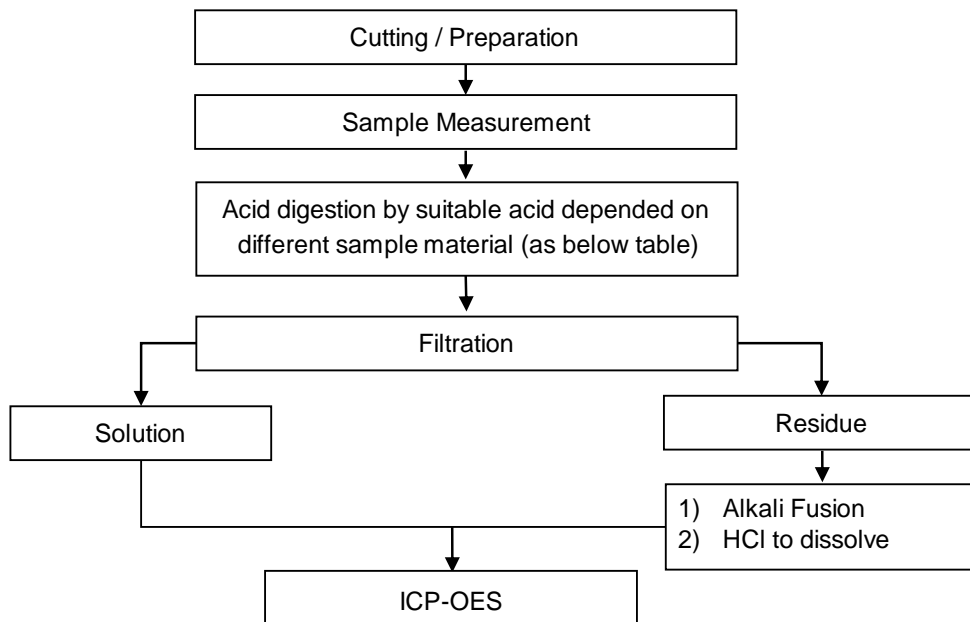 Cutting / Preparation
Sample Measurement
Acid digestion by suitable acid depended on
different sample material (as below table)
Filtration
Solution
Residue
1) Alkali Fusion
2) HCl to dissolve
ICP-OES